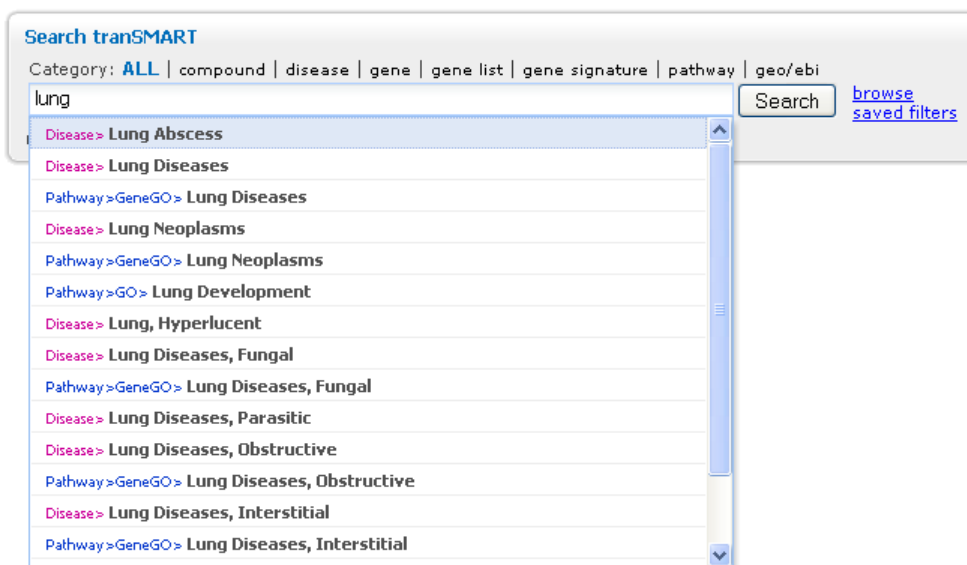 Search tranSMART
Category: ALL | compound | disease | gene | gene list | gene signature | pathway | geo/ebi
lung
Search
browse
saved filters
Disease> Lung Abscess
Disease> Lung Diseases
Pathway>GeneGO> Lung Diseases
Disease> Lung Neoplasms
Pathway>GeneGO> Lung Neoplasms
Pathway>GO> Lung Development
Disease> Lung, Hyperlucent
Disease> Lung Diseases, Fungal
Pathway>GeneGO> Lung Diseases, Fungal
Disease> Lung Diseases, Parasitic
Disease> Lung Diseases, Obstructive
Pathway>GeneGO> Lung Diseases, Obstructive
Disease> Lung Diseases, Interstitial
Pathway>GeneGO> Lung Diseases, Interstitial